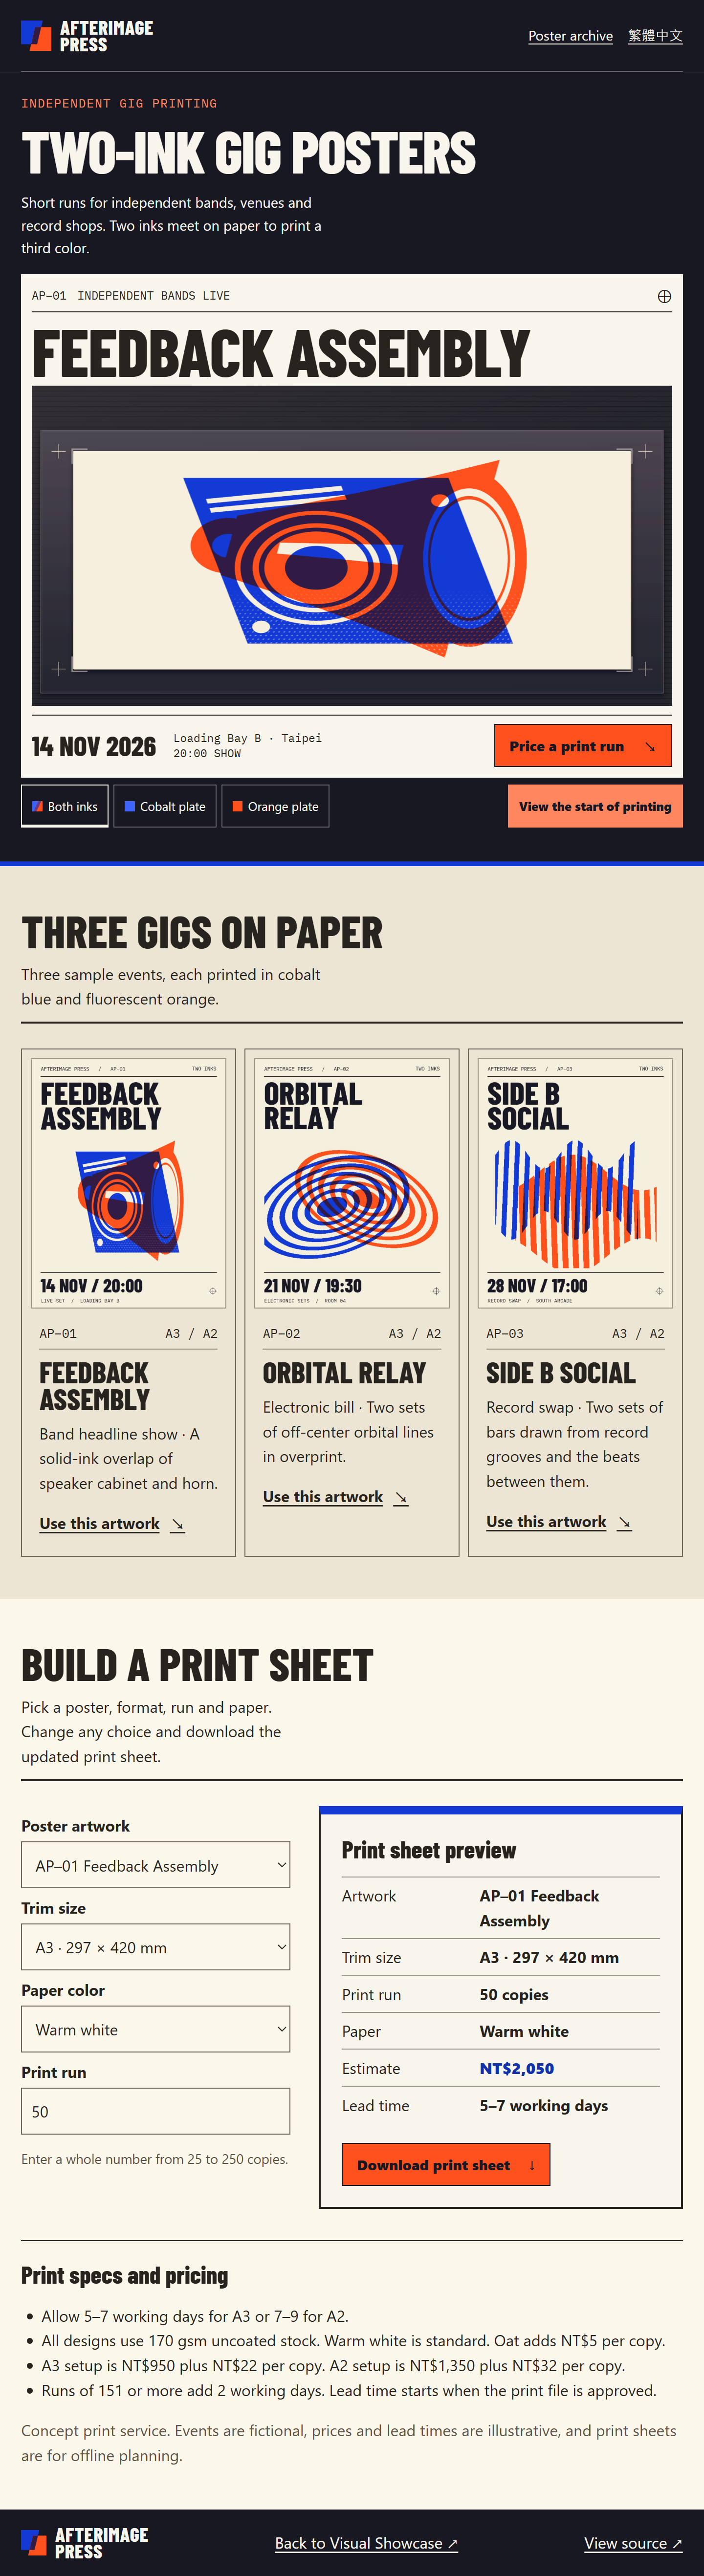 AFTERIMAGE
PRESS
Poster archive
繁體中文
INDEPENDENT GIG PRINTING
TWO-INK GIG POSTERS
Short runs for independent bands, venues and
record shops. Two inks meet on paper to print a
third color.
AP–01 INDEPENDENT BANDS LIVE
FEEDBACK ASSEMBLY
14 NOV 2026
Loading Bay B · Taipei
20:00 SHOW
Price a print run ↘
Both inks
Cobalt plate
Orange plate
View the start of printing
THREE GIGS ON PAPER
Three sample events, each printed in cobalt
blue and fluorescent orange.
AFTERIMAGE PRESS / AP-01 TWO INKS
FEEDBACK
ASSEMBLY
14 NOV / 20:00
LIVE SET / LOADING BAY B
AP–01 A3 / A2
FEEDBACK
ASSEMBLY
Band headline show · A
solid-ink overlap of
speaker cabinet and horn.
Use this artwork ↘
AFTERIMAGE PRESS / AP-02 TWO INKS
ORBITAL
RELAY
21 NOV / 19:30
ELECTRONIC SETS / ROOM 04
AP–02 A3 / A2
ORBITAL RELAY
Electronic bill · Two sets
of off-center orbital lines
in overprint.
Use this artwork ↘
AFTERIMAGE PRESS / AP-03 TWO INKS
SIDE B
SOCIAL
28 NOV / 17:00
RECORD SWAP / SOUTH ARCADE
AP–03 A3 / A2
SIDE B SOCIAL
Record swap · Two sets of
bars drawn from record
grooves and the beats
between them.
Use this artwork ↘
BUILD A PRINT SHEET
Pick a poster, format, run and paper.
Change any choice and download the
updated print sheet.
Poster artwork
AP–01 Feedback Assembly
Trim size
A3 · 297 × 420 mm
Paper color
Warm white
Print run
50
Enter a whole number from 25 to 250 copies.
Print sheet preview
Artwork AP–01 Feedback
Assembly
Trim size A3 · 297 × 420 mm
Print run 50 copies
Paper Warm white
Estimate NT$2,050
Lead time 5–7 working days
Download print sheet ↓
Print specs and pricing
• Allow 5–7 working days for A3 or 7–9 for A2.
• All designs use 170 gsm uncoated stock. Warm white is standard. Oat adds NT$5 per copy.
• A3 setup is NT$950 plus NT$22 per copy. A2 setup is NT$1,350 plus NT$32 per copy.
• Runs of 151 or more add 2 working days. Lead time starts when the print file is approved.
Concept print service. Events are fictional, prices and lead times are illustrative, and print sheets
are for offline planning.
AFTERIMAGE
PRESS
Back to Visual Showcase ↗
View source ↗